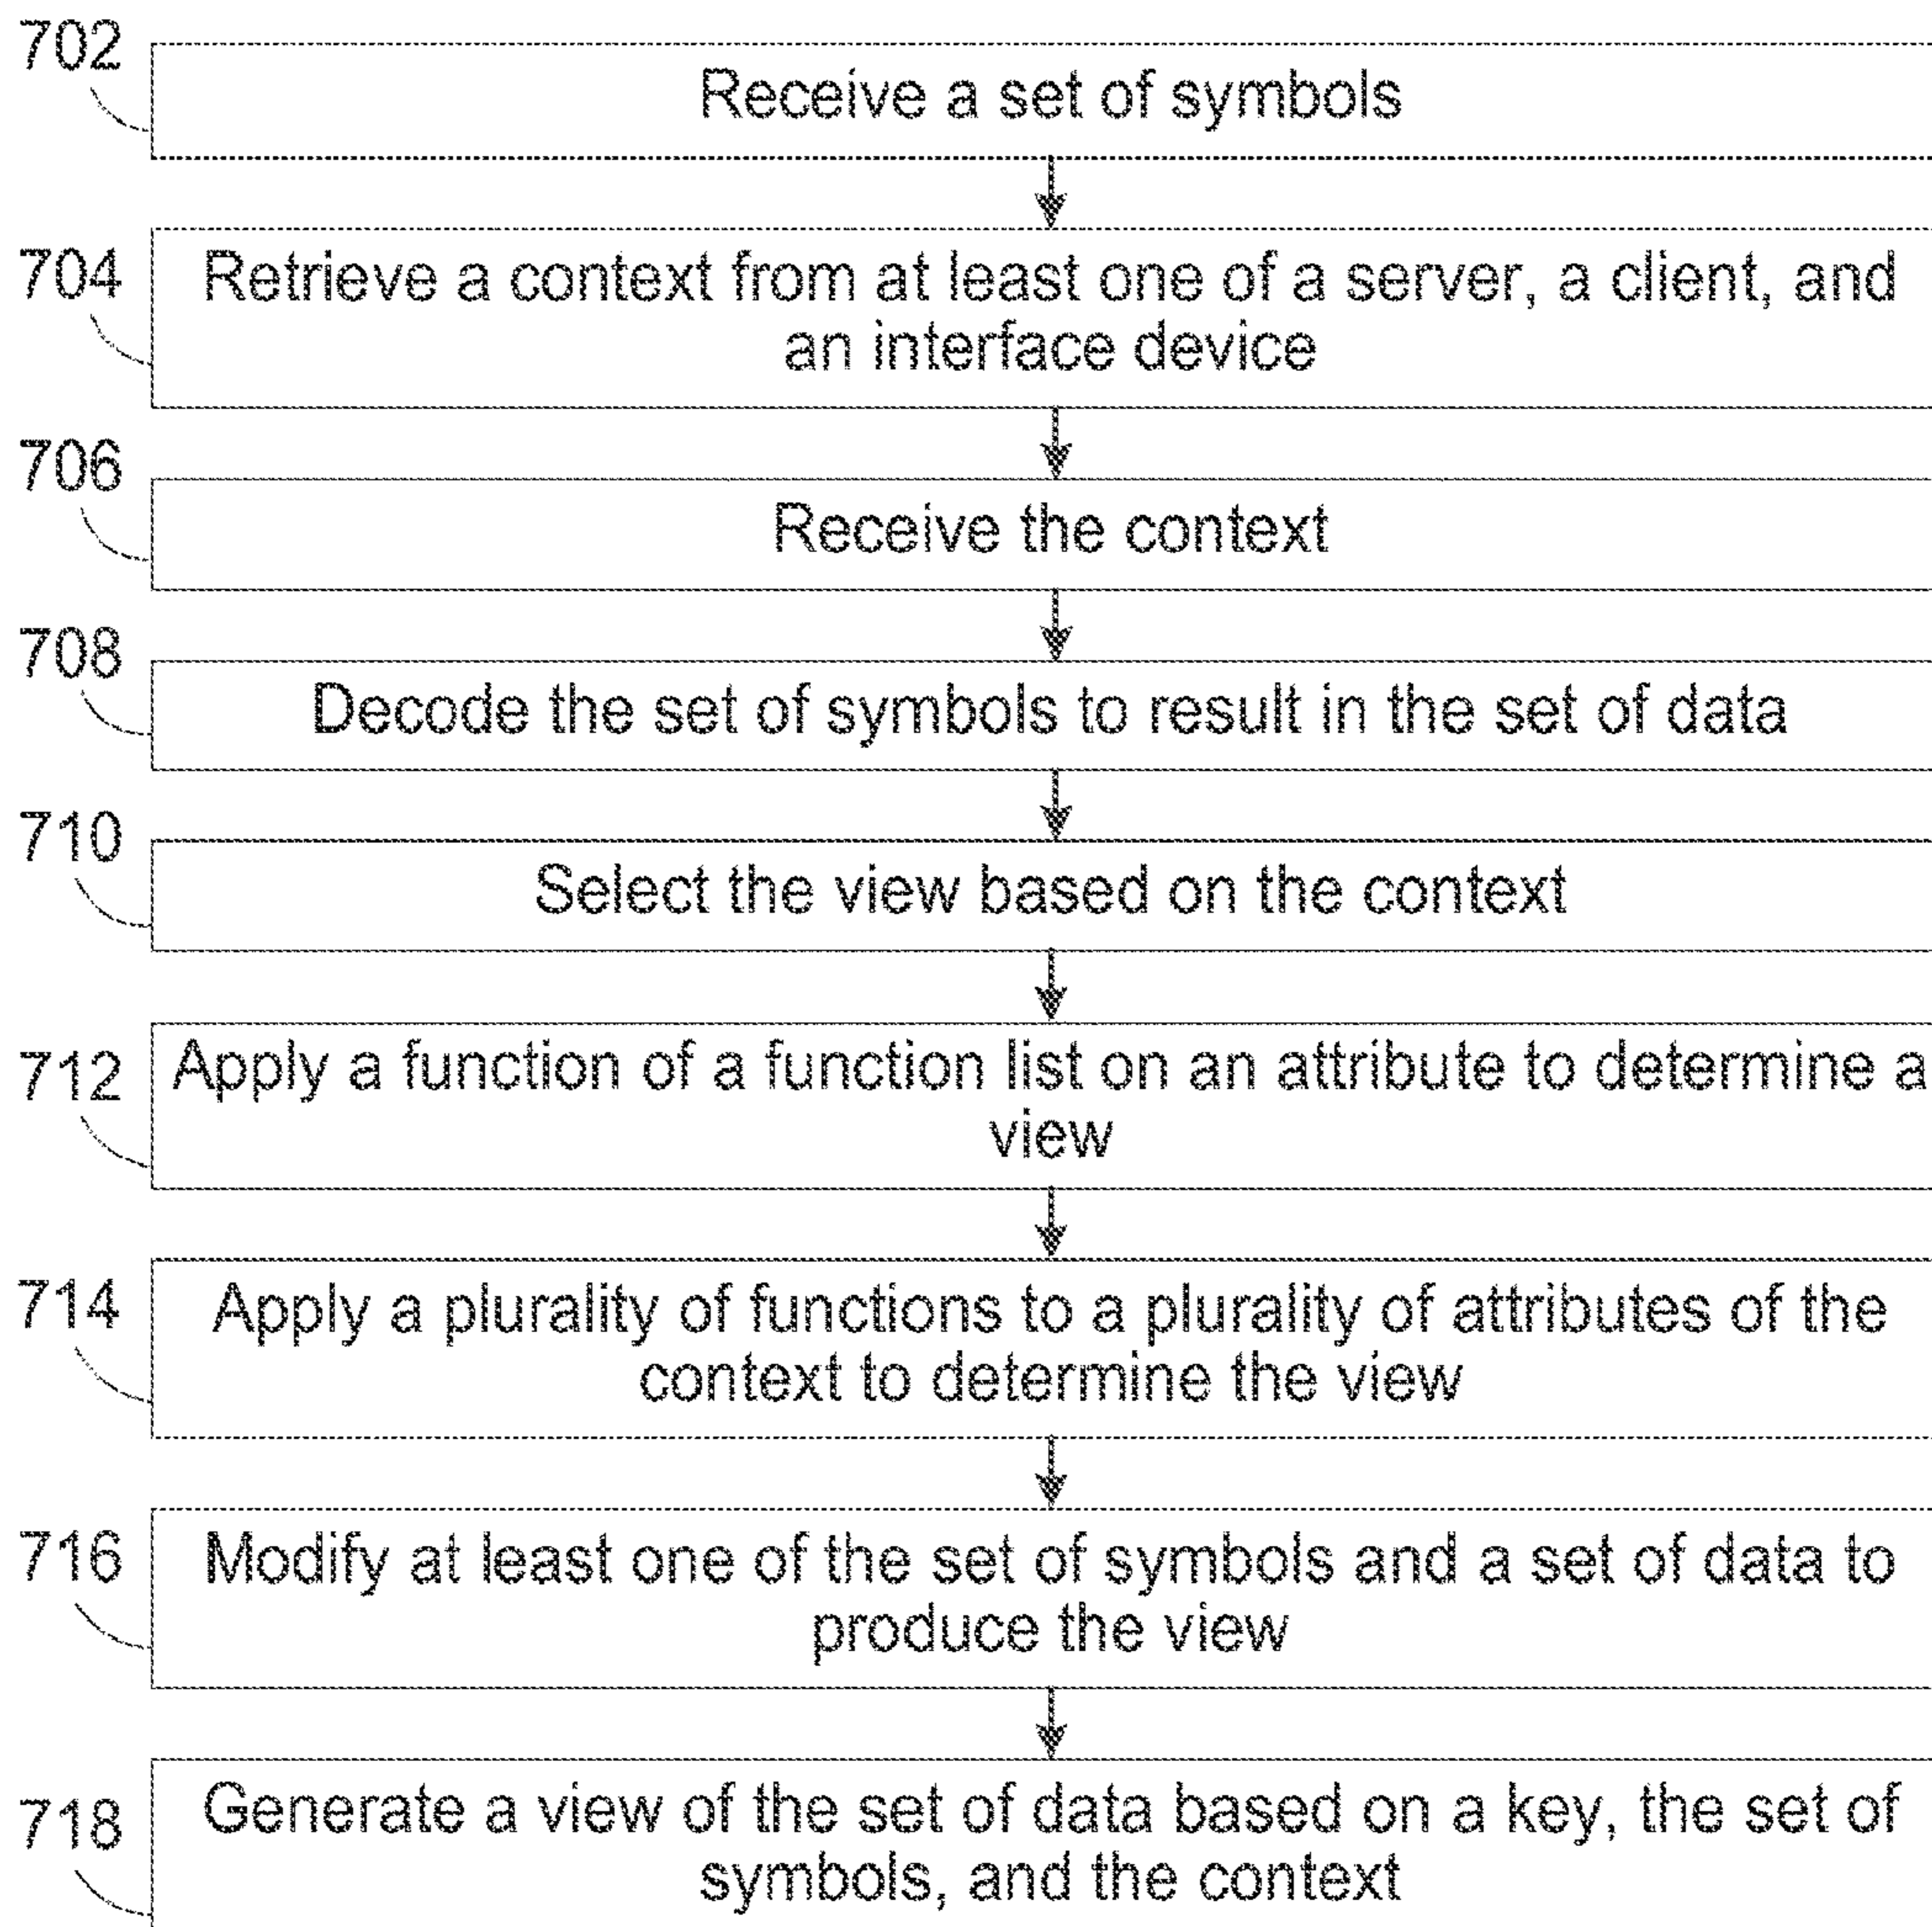 702
Receive a set of symbols
704
Retrieve a context from at least one of a server, a client, and
an interface device
706
Receive the context
708
Decode the set of symbols to result in the set of data
710
Select the view based on the context
712
Apply a function of a function list on an attribute to determine a
view
714
Apply a plurality of functions to a plurality of attributes of the
context to determine the view
716
Modify at least one of the set of symbols and a set of data to
produce the view
718
Generate a view of the set of data based on a key, the set of
symbols, and the context